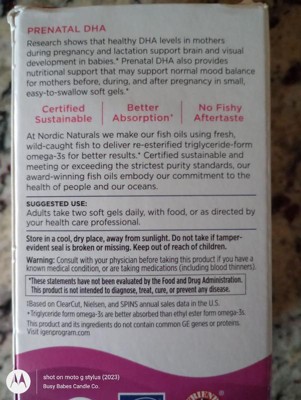 PRENATAL DHA
Research shows that healthy DHA levels in mothers
during pregnancy and lactation support brain and visual
development in babies.* Prenatal DHA also provides
nutritional support that may support normal mood balance
for mothers before, during, and after pregnancy in small,
easy-to-swallow soft gels.*
Certified
Sustainable
Better
Absorption*
No Fishy
Aftertaste
At Nordic Naturals we make our fish oils using fresh,
wild-caught fish to deliver re-esterified triglyceride-form
omega-3s for better results.* Certified sustainable and
meeting or exceeding the strictest purity standards, our
award-winning fish oils embody our commitment to the
health of people and our oceans.
SUGGESTED USE:
Adults take two soft gels daily, with food, or as directed by
your health care professional.
Store in a cool, dry place, away from sunlight. Do not take if tamper-
evident seal is broken or missing. Keep out of reach of children.
Warning: Consult with your physician before taking this product if you have a
known medical condition, or are taking medications (including blood thinners).
*These statements have not been evaluated by the Food and Drug Administration.
This product is not intended to diagnose, treat, cure, or prevent any disease.
Based on ClearCut, Nielsen, and SPINS annual sales data in the U.S.
Triglyceride form omega-3s are better absorbed than ethyl ester form omega-3s.
This product and its ingredients do not contain common GE genes or proteins.
Visit igenprogram.com
shot on moto g stylus (2023)
Busy Babes Candle Co.